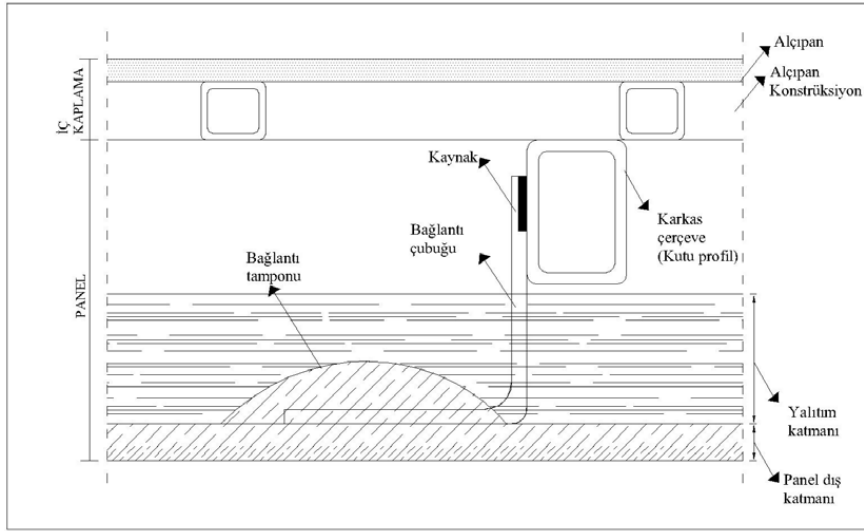 Alçıpan
Alçıpan
Konstrüksiyon
İÇ
KAPLAMA
Kaynak
Karkas
çerçeve
(Kutu profil)
Bağlantı
çubuğu
Bağlantı
tamponu
PANEL
Yalıtım
katmanı
Panel dış
katmanı